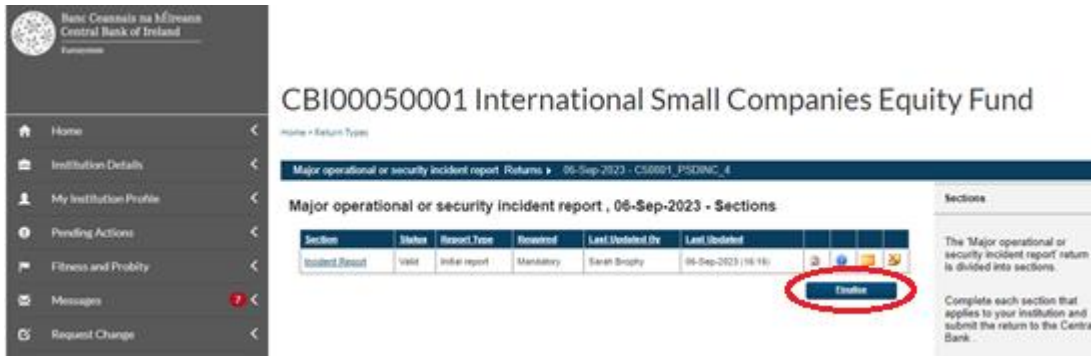 Banc Ceannais na hÉireann
Central Bank of Ireland
Eurosystem
Home
Institution Details
My Institution Profile
Pending Actions
Fitness and Probity
Messages
7
Request Change
CBI00050001 International Small Companies Equity Fund
Home > Return Types
Major operational or security incident report Returns 06-Sep-2023 - CS0001_PSDINC_4
Major operational or security incident report , 06-Sep-2023 - Sections
Section Status Report Type Required Last Updated By Last Updated
Incident Report Valid Initial report Mandatory Sarah Brophy 06-Sep-2023 (16:16)
Finalise
Sections
The 'Major operational or
security incident report' return
is divided into sections.
Complete each section that
applies to your institution and
submit the return to the Centra
Bank .